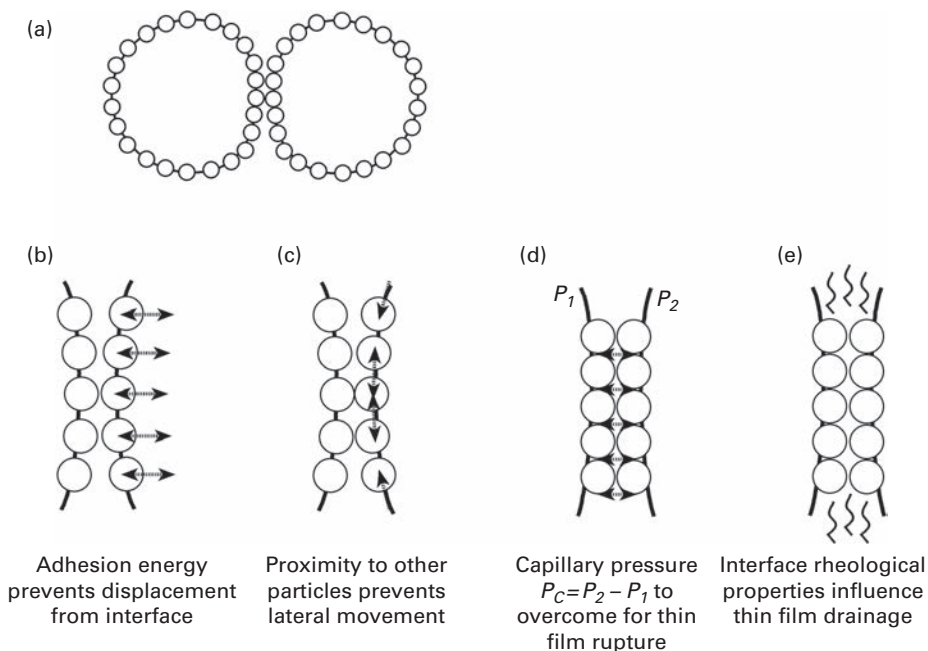 (a)
(b)
(c)
(d)
(e)
P1
P2
Adhesion energy
prevents displacement
from interface
Proximity to other
particles prevents
lateral movement
Capillary pressure
PC=P2 – P1 to
overcome for thin
film rupture
Interface rheological
properties influence
thin film drainage